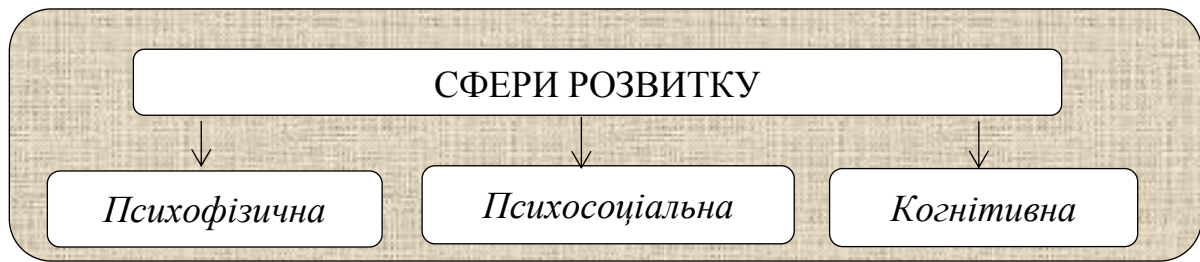 СФЕРИ РОЗВИТКУ
Психофізична
Психосоціальна
Когнітивна